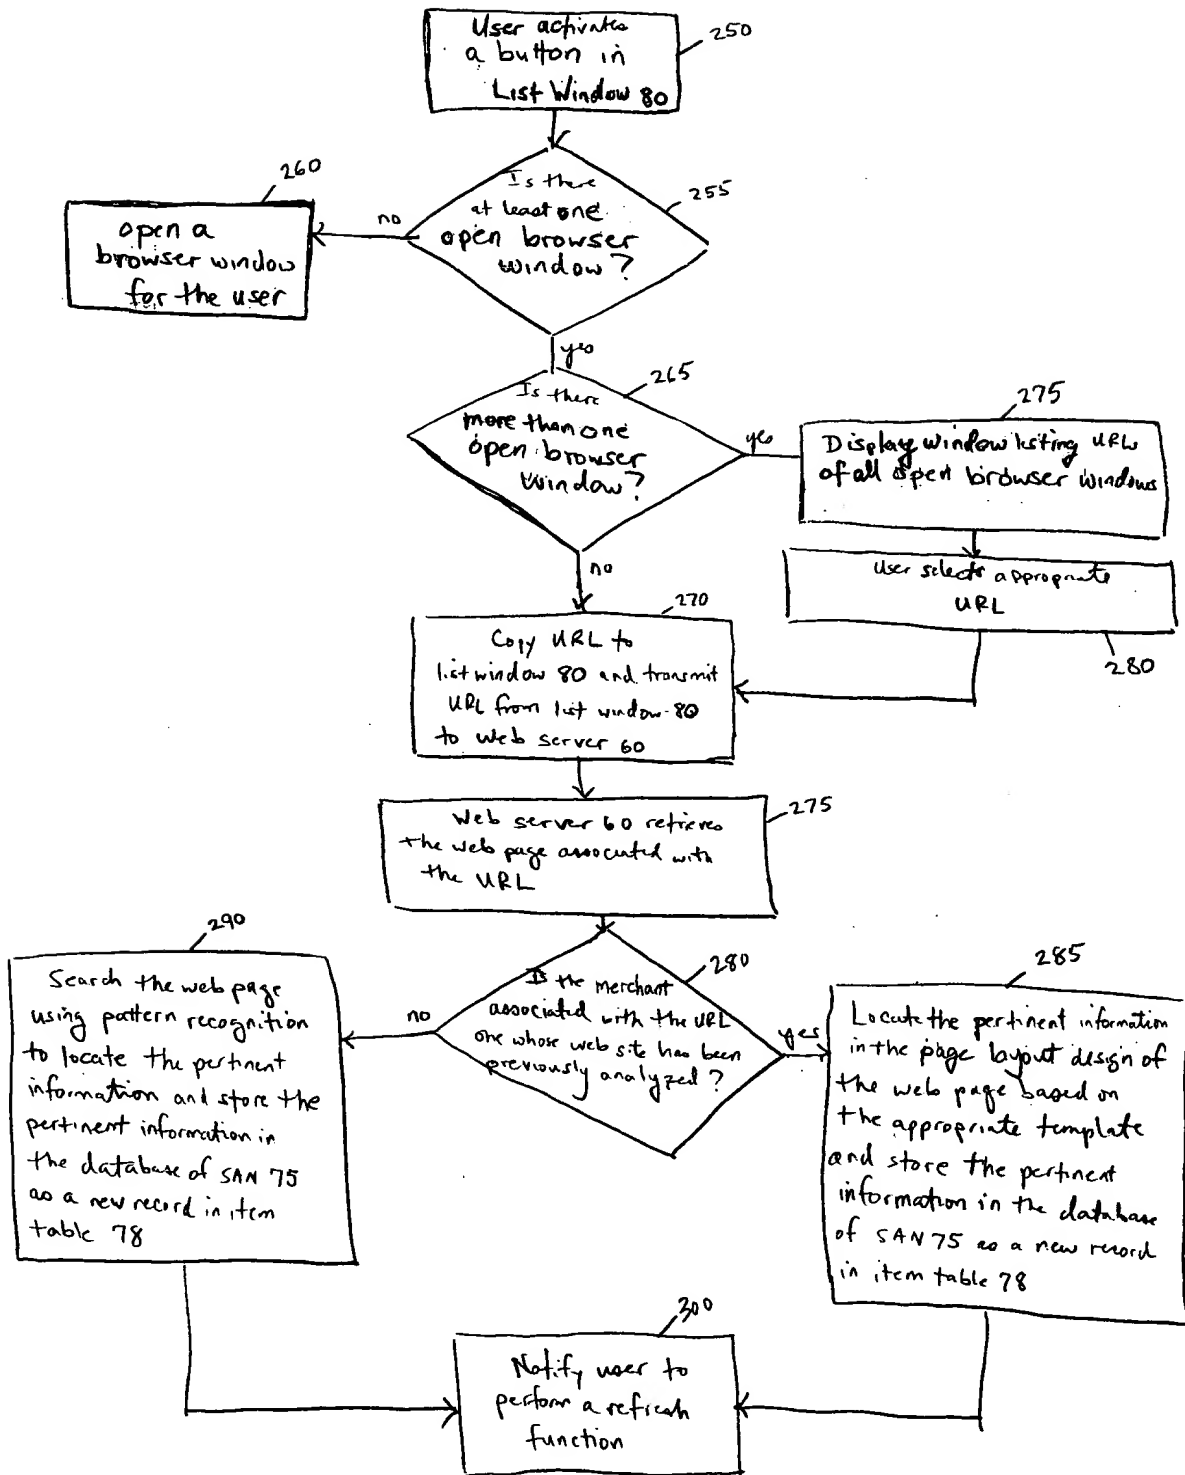 User activates
a button in
List Window 80
250
Is there
at least one
open browser
window?
255
no
260
open a
browser window
for the user
yes
Is there
more than one
open browser
window?
265
yes
275
Display window listing URLs
of all open browser windows
User selects appropriate
URL
280
no
270
Copy URL to
list window 80 and transmit
URL from list window 80
to web server 60
Web server 60 retrieves
the web page associated with
the URL
275
Is the merchant
associated with the URL
one whose web site has been
previously analyzed?
280
no
290
Search the web page
using pattern recognition
to locate the pertinent
information and store the
pertinent information in
the database of SAN 75
as a new record in item
table 78
yes
285
Locate the pertinent information
in the page layout design of
the web page based on
the appropriate template
and store the pertinent
information in the database
of SAN 75 as a new record
in item table 78
300
Notify user to
perform a refresh
function